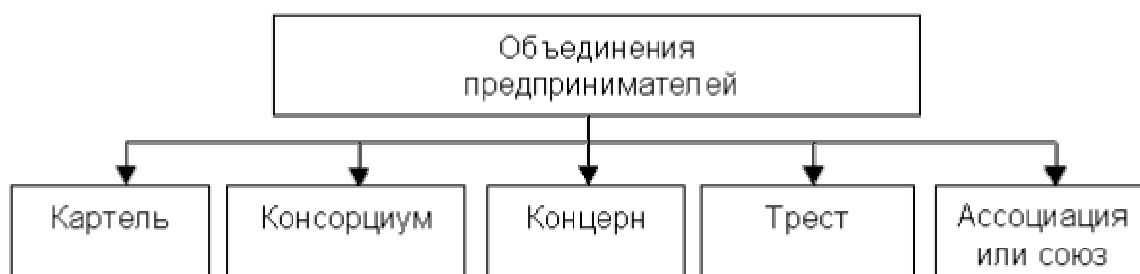 Объединения
предпринимателей
Картель
Консорциум
Концерн
Трест
Ассоциация
или союз